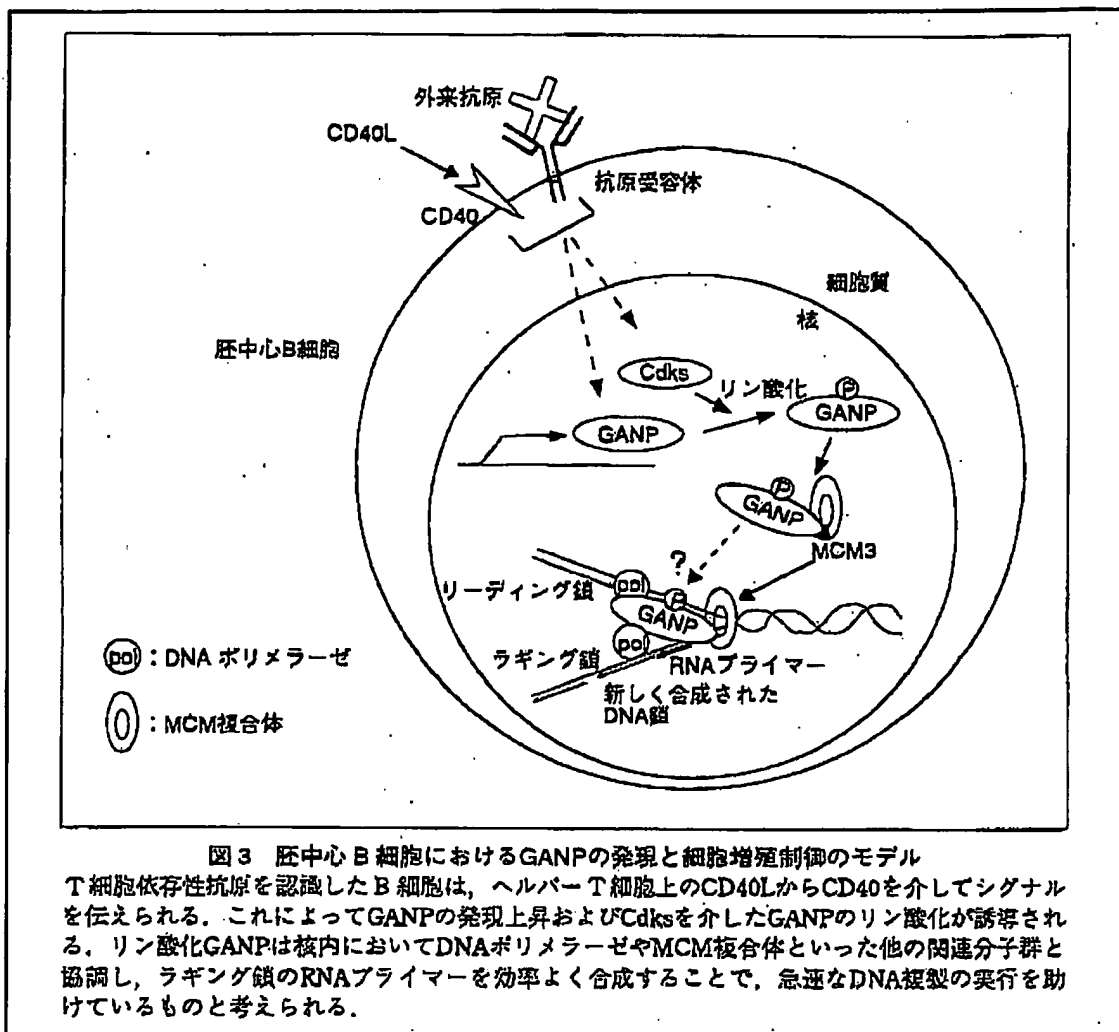 外来抗原
CD40L
CD40
抗原受容体
細胞質
核
胚中心B細胞
Cdks
リン酸化
P
GANP
GANP
P
GANP
MCM3
?
リーディング鎖
pol
P
GANP
pol
ラギング鎖
RNAプライマー
新しく合成された
DNA鎖
pol:DNA ポリメラーゼ
:MCM複合体
図3 胚中心 B 細胞におけるGANPの発現と細胞増殖制御のモデル
T 細胞依存性抗原を認識した B 細胞は,ヘルパーT 細胞上のCD40LからCD40を介してシグナル
を伝えられる.これによってGANPの発現上昇およびCdksを介したGANPのリン酸化が誘導され
る.リン酸化GANPは核内においてDNAポリメラーゼやMCM複合体といった他の関連分子群と
協調し,ラギング鎖のRNAプライマーを効率よく合成することで,急速なDNA複製の実行を助
けているものと考えられる.